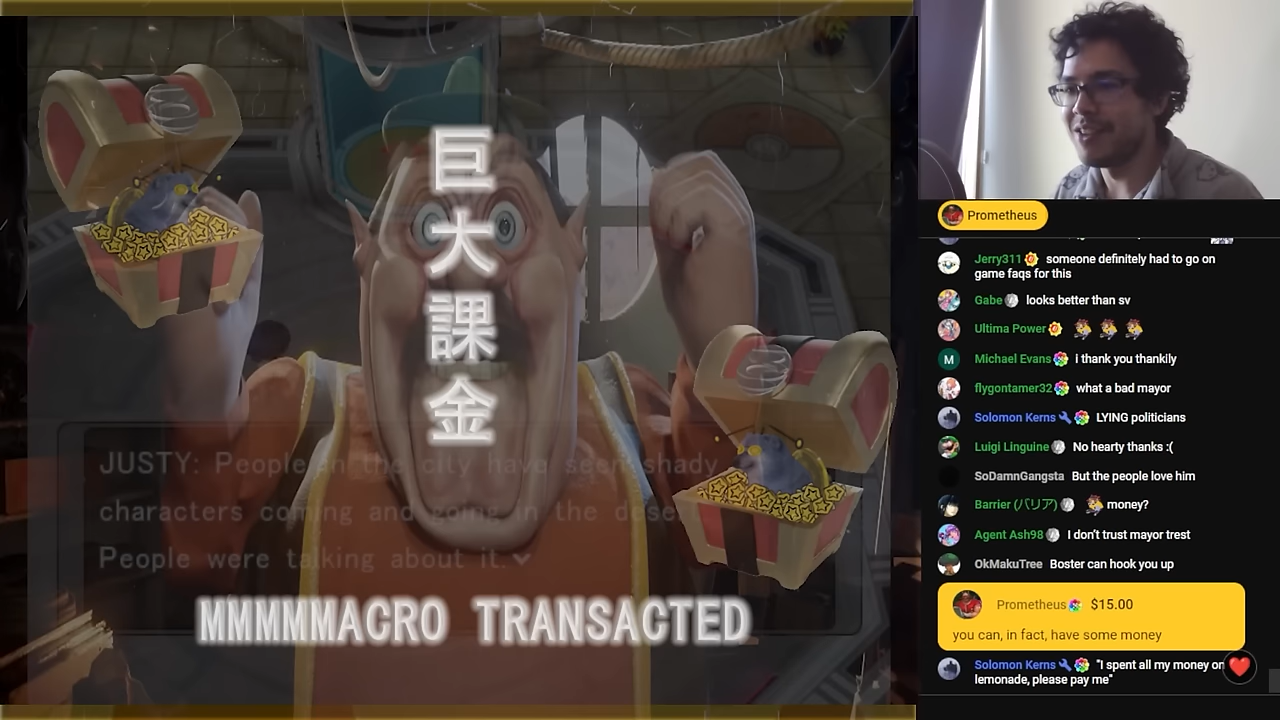 巨大課金
JUSTY: People in the city have seen shady
characters coming and going in the desert.
People were talking about it.
MMMMMACRO TRANSACTED
Prometheus
Jerry311 someone definitely had to go on
game faqs for this
Gabe looks better than sv
Ultima Power
Michael Evans i thank you thankily
flygontamer32 what a bad mayor
Solomon Kerns LYING politicians
Luigi Linguine No hearty thanks :(
SoDamnGangsta But the people love him
Barrier (バリア) money?
Agent Ash98 I don't trust mayor trest
OkMakuTree Boster can hook you up
Prometheus $15.00
you can, in fact, have some money
Solomon Kerns "I spent all my money on
lemonade, please pay me"